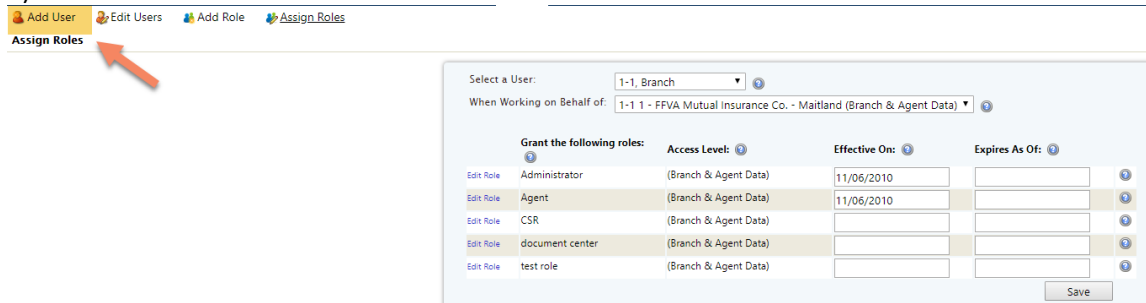 Add User Edit Users Add Role Assign Roles
Assign Roles
Select a User: 1-1, Branch
When Working on Behalf of: 1-1 1 - FFVA Mutual Insurance Co. - Maitland (Branch & Agent Data)
Grant the following roles: Access Level: Effective On: Expires As Of:
Edit Role Administrator (Branch & Agent Data) 11/06/2010
Edit Role Agent (Branch & Agent Data) 11/06/2010
Edit Role CSR (Branch & Agent Data)
Edit Role document center (Branch & Agent Data)
Edit Role test role (Branch & Agent Data)
Save